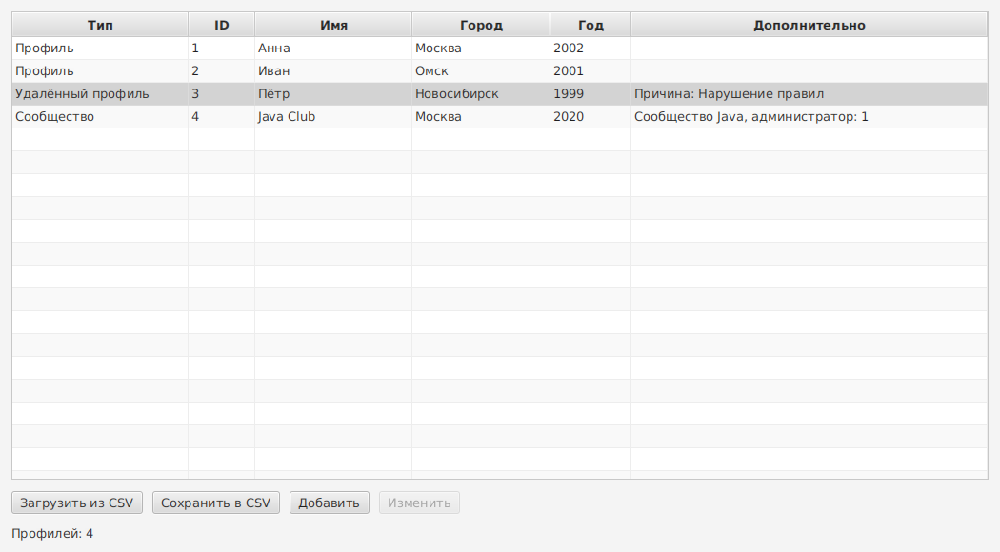 Тип ID Имя Город Год Дополнительно
Профиль 1 Анна Москва 2002
Профиль 2 Иван Омск 2001
Удалённый профиль 3 Пётр Новосибирск 1999 Причина: Нарушение правил
Сообщество 4 Java Club Москва 2020 Сообщество Java, администратор: 1
Загрузить из CSV Сохранить в CSV Добавить Изменить
Профилей: 4